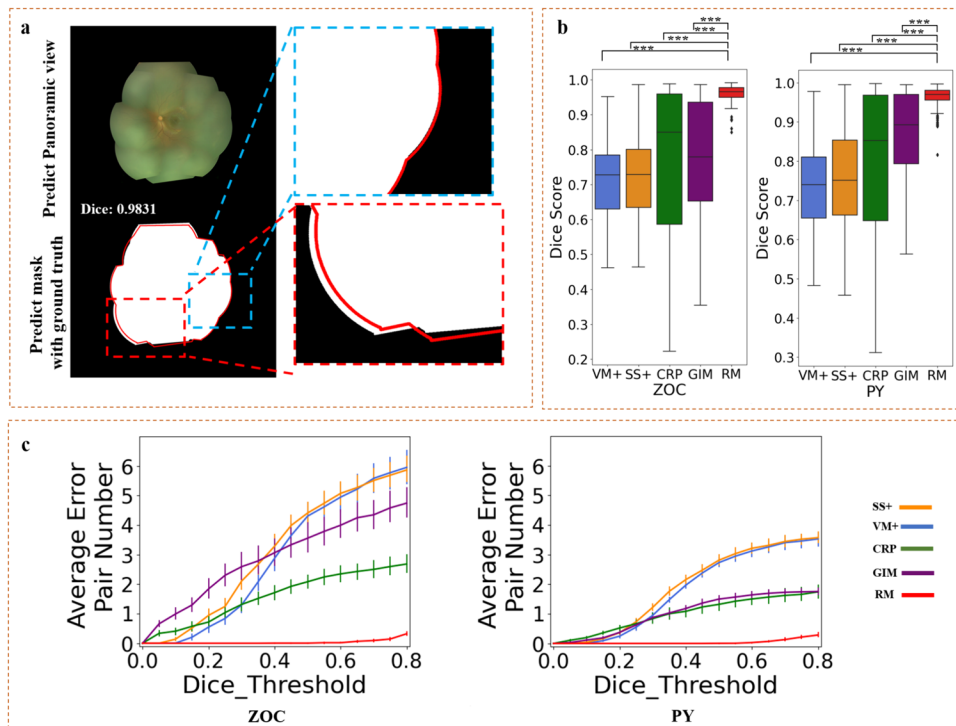 a
Predict Panoramic view
Dice: 0.9831
Predict mask
with ground truth
b
***
***
***
***
Dice Score
1.0
0.9
0.8
0.7
0.6
0.5
0.4
0.3
0.2
VM+ SS+ CRP GIM RM
ZOC
***
***
***
***
Dice Score
1.0
0.9
0.8
0.7
0.6
0.5
0.4
0.3
VM+ SS+ CRP GIM RM
PY
c
Average Error
Pair Number
6
5
4
3
2
1
0
0.0 0.2 0.4 0.6 0.8
Dice_Threshold
ZOC
Average Error
Pair Number
6
5
4
3
2
1
0
0.0 0.2 0.4 0.6 0.8
Dice_Threshold
PY
SS+
VM+
CRP
GIM
RM